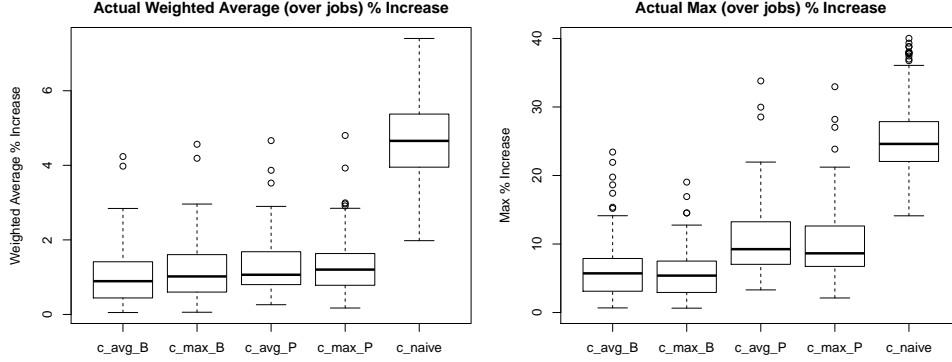 Actual Weighted Average (over jobs) % Increase
Weighted Average % Increase
6
4
2
0
c_avg_B c_max_B c_avg_P c_max_P c_naive
Actual Max (over jobs) % Increase
Max % Increase
40
30
20
10
0
c_avg_B c_max_B c_avg_P c_max_P c_naive